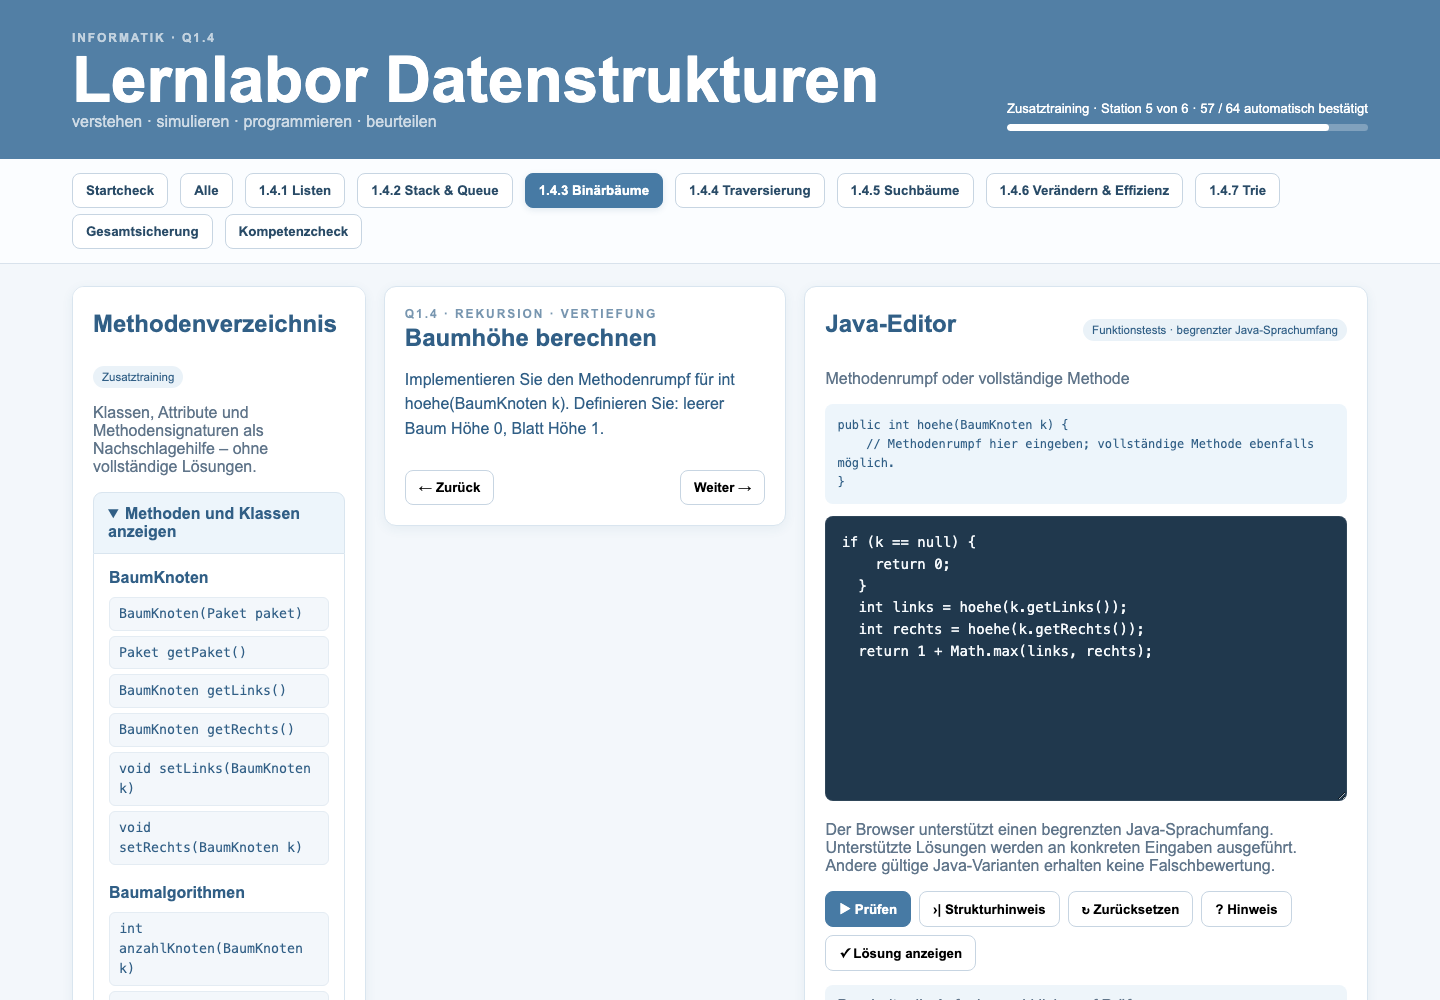 INFORMATIK · Q1.4
Lernlabor Datenstrukturen
verstehen · simulieren · programmieren · beurteilen
Zusatztraining · Station 5 von 6 · 57 / 64 automatisch bestätigt
Startcheck
Alle
1.4.1 Listen
1.4.2 Stack & Queue
1.4.3 Binärbäume
1.4.4 Traversierung
1.4.5 Suchbäume
1.4.6 Verändern & Effizienz
1.4.7 Trie
Gesamtsicherung
Kompetenzcheck
Methodenverzeichnis
Zusatztraining
Klassen, Attribute und
Methodensignaturen als
Nachschlagehilfe – ohne
vollständige Lösungen.
▼ Methoden und Klassen
anzeigen
BaumKnoten
BaumKnoten(Paket paket)
Paket getPaket()
BaumKnoten getLinks()
BaumKnoten getRechts()
void setLinks(BaumKnoten
k)
void
setRechts(BaumKnoten k)
Baumalgorithmen
int
anzahlKnoten(BaumKnoten
k)
Q1.4 · REKURSION · VERTIEFUNG
Baumhöhe berechnen
Implementieren Sie den Methodenrumpf für int
hoehe(BaumKnoten k). Definieren Sie: leerer
Baum Höhe 0, Blatt Höhe 1.
← Zurück
Weiter →
Java-Editor
Funktionstests · begrenzter Java-Sprachumfang
Methodenrumpf oder vollständige Methode
public int hoehe(BaumKnoten k) {
    // Methodenrumpf hier eingeben; vollständige Methode ebenfalls
möglich.
}
if (k == null) {
    return 0;
  }
  int links = hoehe(k.getLinks());
  int rechts = hoehe(k.getRechts());
  return 1 + Math.max(links, rechts);
Der Browser unterstützt einen begrenzten Java-Sprachumfang.
Unterstützte Lösungen werden an konkreten Eingaben ausgeführt.
Andere gültige Java-Varianten erhalten keine Falschbewertung.
▶ Prüfen
›| Strukturhinweis
↻ Zurücksetzen
? Hinweis
✓ Lösung anzeigen